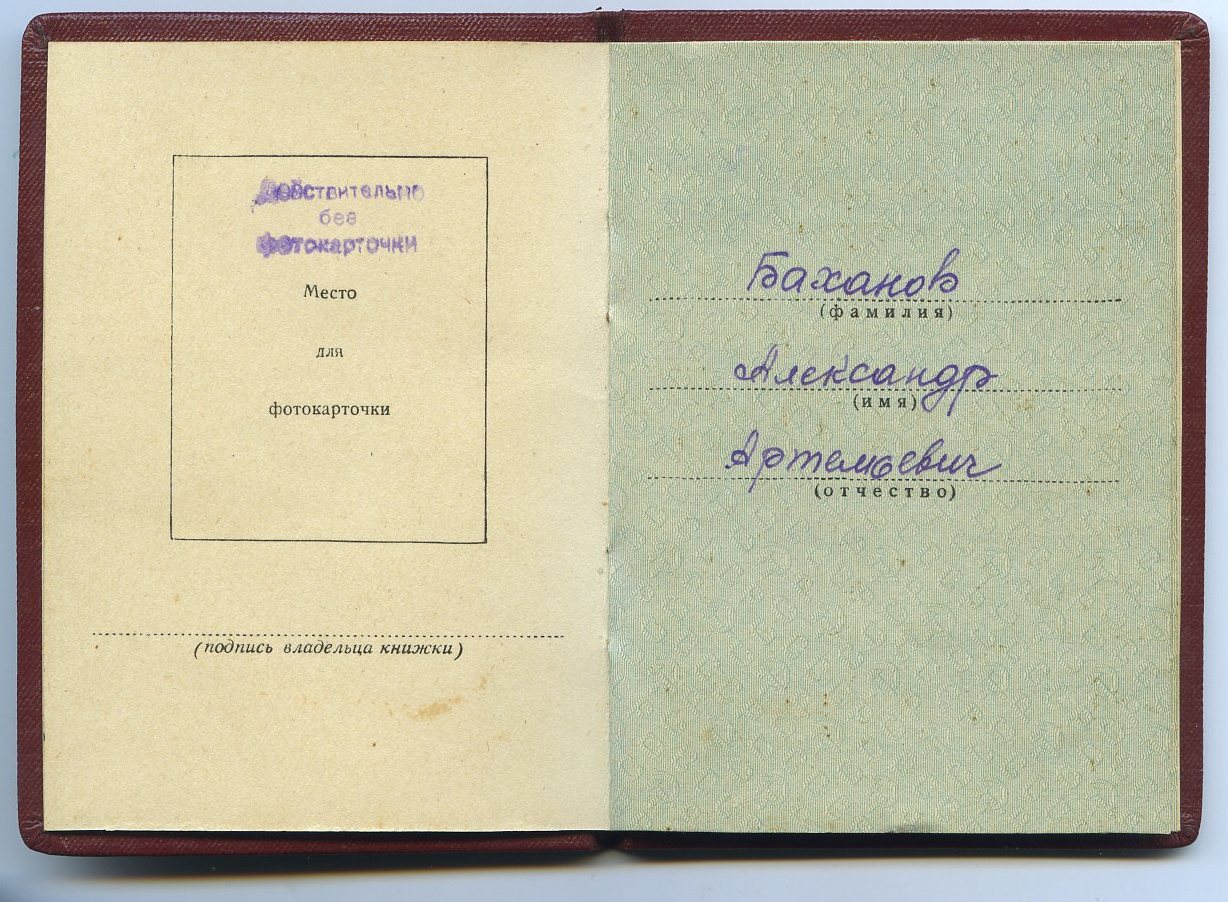 Действительно
без
фотокарточки
Место
для
фотокарточки
(подпись владельца книжки)
Баханов
(фамилия)
Александр
(имя)
Артемьевич
(отчество)